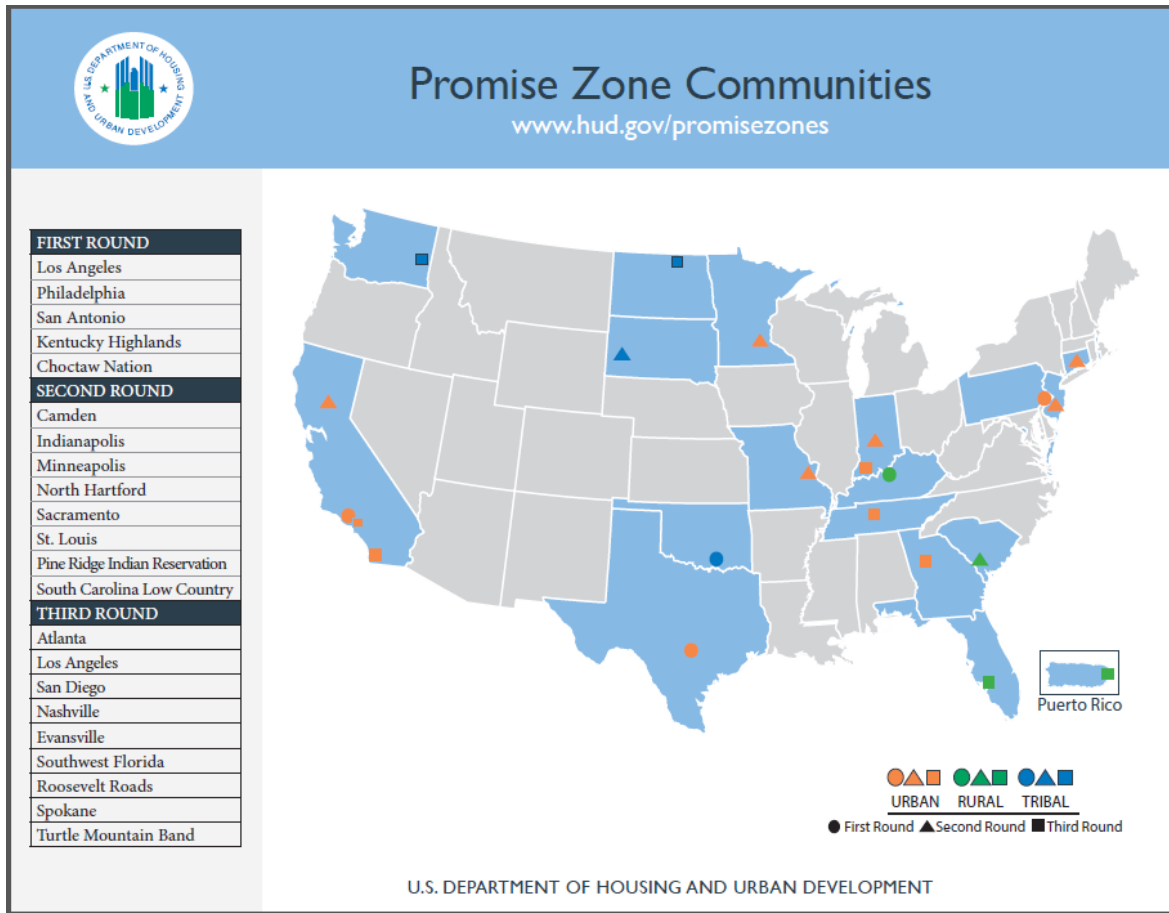 U.S. DEPARTMENT OF HOUSING
AND URBAN DEVELOPMENT
Promise Zone Communities
www.hud.gov/promisezones
FIRST ROUND
Los Angeles
Philadelphia
San Antonio
Kentucky Highlands
Choctaw Nation
SECOND ROUND
Camden
Indianapolis
Minneapolis
North Hartford
Sacramento
St. Louis
Pine Ridge Indian Reservation
South Carolina Low Country
THIRD ROUND
Atlanta
Los Angeles
San Diego
Nashville
Evansville
Southwest Florida
Roosevelt Roads
Spokane
Turtle Mountain Band
Puerto Rico
URBAN RURAL TRIBAL
First Round Second Round Third Round
U.S. DEPARTMENT OF HOUSING AND URBAN DEVELOPMENT